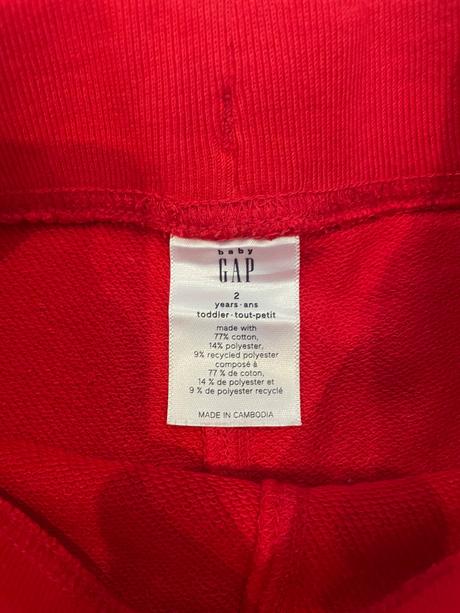 baby
GAP
2
years·ans
toddler·tout-petit
made with
77% cotton,
14% polyester,
9% recycled polyester
composé à
77 % de coton,
14 % de polyester et
9 % de polyester recyclé
MADE IN CAMBODIA